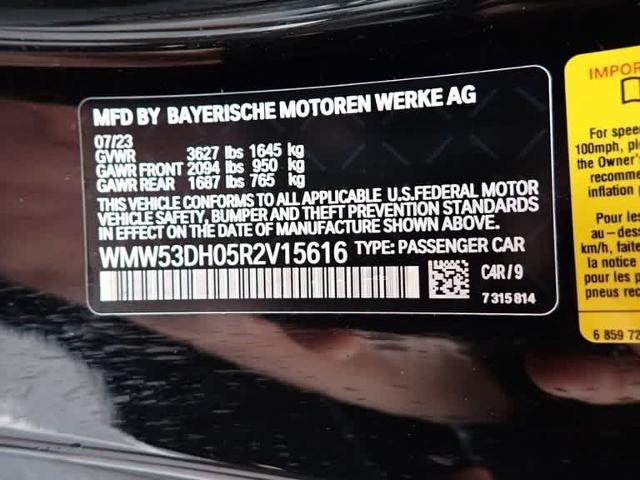 MFD BY BAYERISCHE MOTOREN WERKE AG
07/23
GVWR 3627 lbs 1645 kg
GAWR FRONT 2094 lbs 950 kg
GAWR REAR 1687 lbs 765 kg
THIS VEHICLE CONFORMS TO ALL APPLICABLE U.S.FEDERAL MOTOR
VEHICLE SAFETY, BUMPER AND THEFT PREVENTION STANDARDS
IN EFFECT ON THE DATE OF MANUFACTURE SHOWN ABOVE.
WMW53DH05R2V15616 TYPE: PASSENGER CAR
C4R/9
7315814
IMPOR
For spee
100mph, pl
the Owner's
recomme
inflation
Pour les
au-dess
km/h, fai
la notice
pour les p
pneus rec
6 859 72